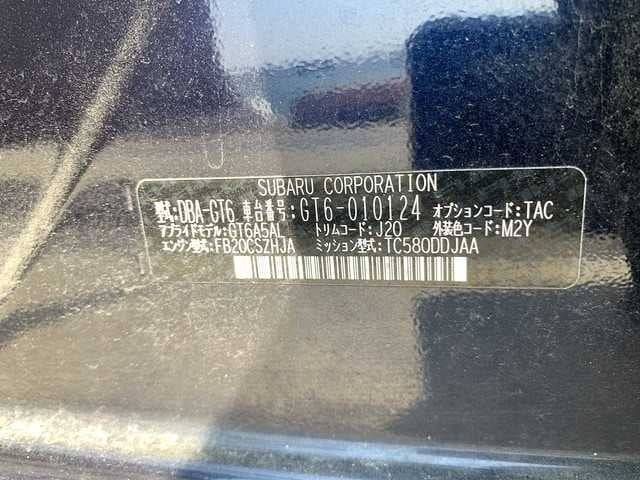 SUBARU CORPORATION
型式:DBA-GT6 車台番号:GT6-010124 オプションコード:TAC
アプライドモデル:GT6A5AL トリムコード:J20 外装色コード:M2Y
エンジン型式:FB20CSZHJA ミッション型式:TC580DDJAA